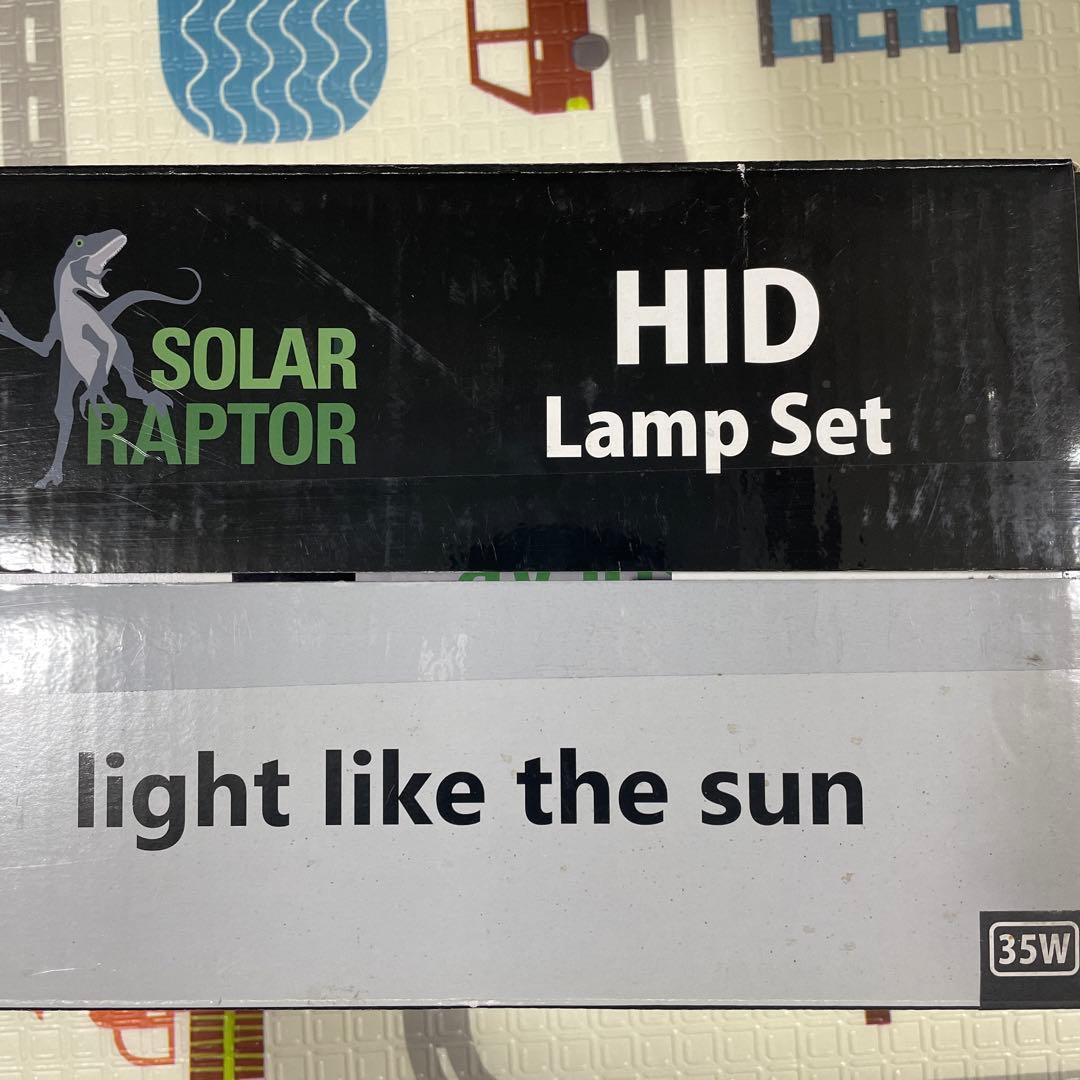 SOLAR
RAPTOR
HID
Lamp Set
light like the sun
35W